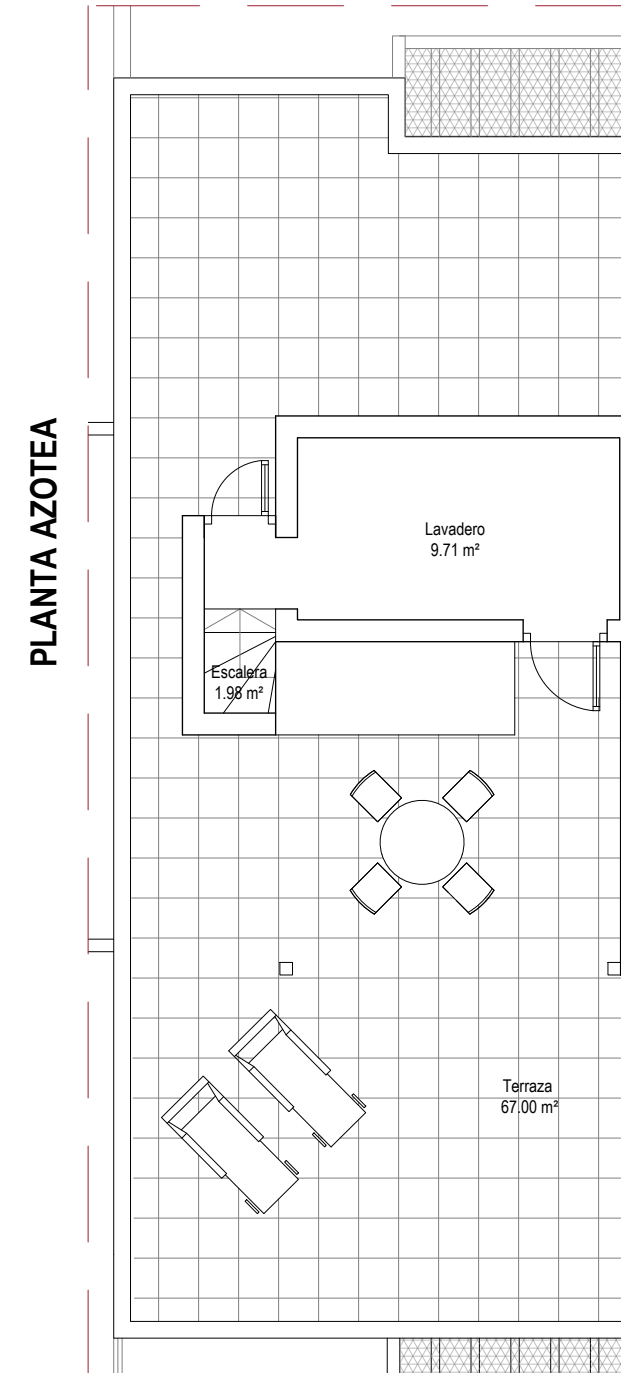 PLANTA AZOTEA
Lavadero
9.71 m²
Escalera
1.98 m²
Terraza
67.00 m²